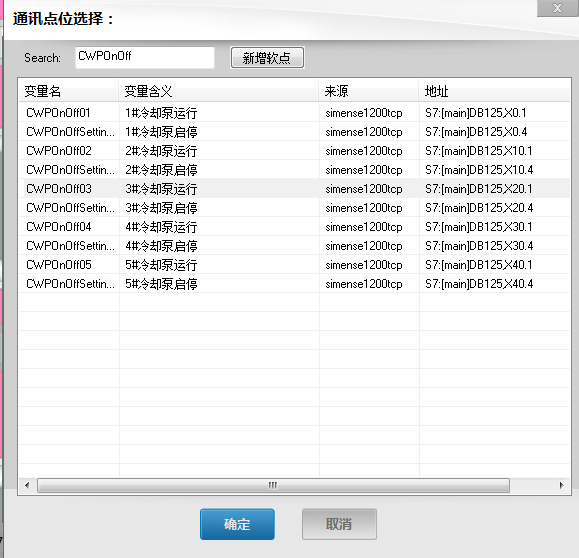 通讯点位选择：
Search: CWPOnOff 新增软点
变量名 变量含义 来源 地址
CWPOnOff01 1#冷却泵运行 simense1200tcp S7:[main]DB125,X0.1
CWPOnOffSettin... 1#冷却泵启停 simense1200tcp S7:[main]DB125,X0.4
CWPOnOff02 2#冷却泵运行 simense1200tcp S7:[main]DB125,X10.1
CWPOnOffSettin... 2#冷却泵启停 simense1200tcp S7:[main]DB125,X10.4
CWPOnOff03 3#冷却泵运行 simense1200tcp S7:[main]DB125,X20.1
CWPOnOffSettin... 3#冷却泵启停 simense1200tcp S7:[main]DB125,X20.4
CWPOnOff04 4#冷却泵运行 simense1200tcp S7:[main]DB125,X30.1
CWPOnOffSettin... 4#冷却泵启停 simense1200tcp S7:[main]DB125,X30.4
CWPOnOff05 5#冷却泵运行 simense1200tcp S7:[main]DB125,X40.1
CWPOnOffSettin... 5#冷却泵启停 simense1200tcp S7:[main]DB125,X40.4
确定 取消